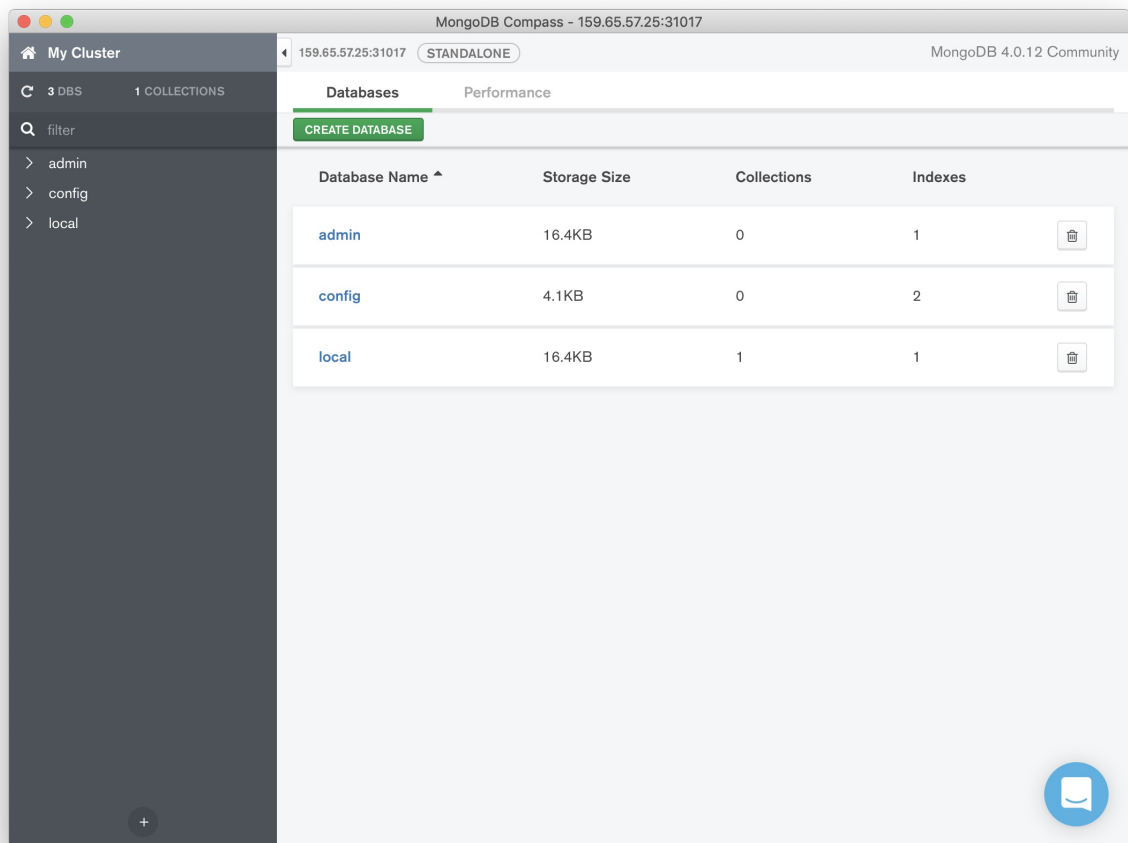 MongoDB Compass - 159.65.57.25:31017
My Cluster
159.65.57.25:31017 STANDALONE
MongoDB 4.0.12 Community
3 DBS 1 COLLECTIONS
filter
admin
config
local
Databases Performance
CREATE DATABASE
Database Name Storage Size Collections Indexes
admin 16.4KB 0 1
config 4.1KB 0 2
local 16.4KB 1 1